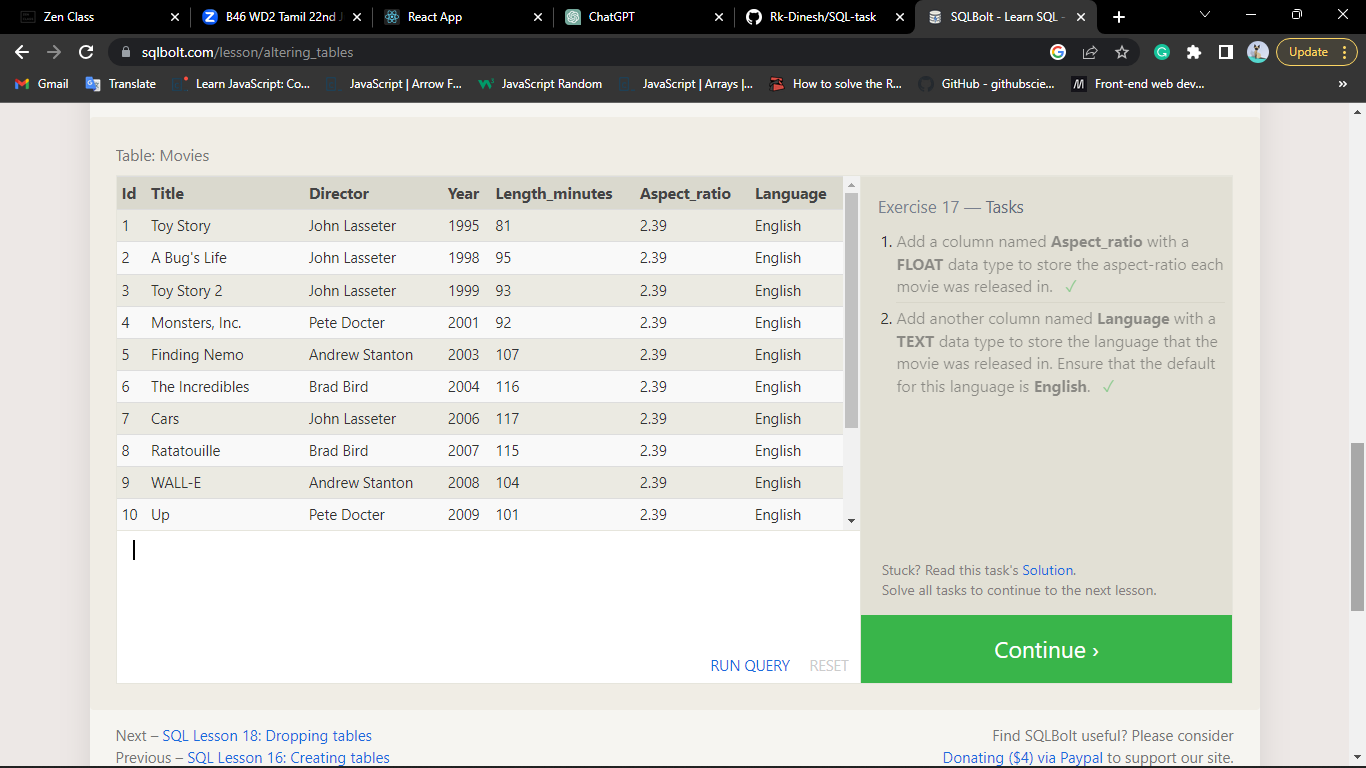 Zen Class
B46 WD2 Tamil 22nd J
React App
ChatGPT
Rk-Dinesh/SQL-task
SQLBolt - Learn SQL -
sqlbolt.com/lesson/altering_tables
Update
Gmail
Translate
Learn JavaScript: Co...
JavaScript | Arrow F...
JavaScript Random
JavaScript | Arrays |...
How to solve the R...
GitHub - githubscie...
Front-end web dev...
»
Table: Movies
Id Title Director Year Length_minutes Aspect_ratio Language
1 Toy Story John Lasseter 1995 81 2.39 English
2 A Bug's Life John Lasseter 1998 95 2.39 English
3 Toy Story 2 John Lasseter 1999 93 2.39 English
4 Monsters, Inc. Pete Docter 2001 92 2.39 English
5 Finding Nemo Andrew Stanton 2003 107 2.39 English
6 The Incredibles Brad Bird 2004 116 2.39 English
7 Cars John Lasseter 2006 117 2.39 English
8 Ratatouille Brad Bird 2007 115 2.39 English
9 WALL-E Andrew Stanton 2008 104 2.39 English
10 Up Pete Docter 2009 101 2.39 English
RUN QUERY RESET
Exercise 17 — Tasks
1. Add a column named Aspect_ratio with a
FLOAT data type to store the aspect-ratio each
movie was released in. ✓
2. Add another column named Language with a
TEXT data type to store the language that the
movie was released in. Ensure that the default
for this language is English. ✓
Stuck? Read this task's Solution.
Solve all tasks to continue to the next lesson.
Continue ›
Next – SQL Lesson 18: Dropping tables
Previous – SQL Lesson 16: Creating tables
Find SQLBolt useful? Please consider
Donating ($4) via Paypal to support our site.